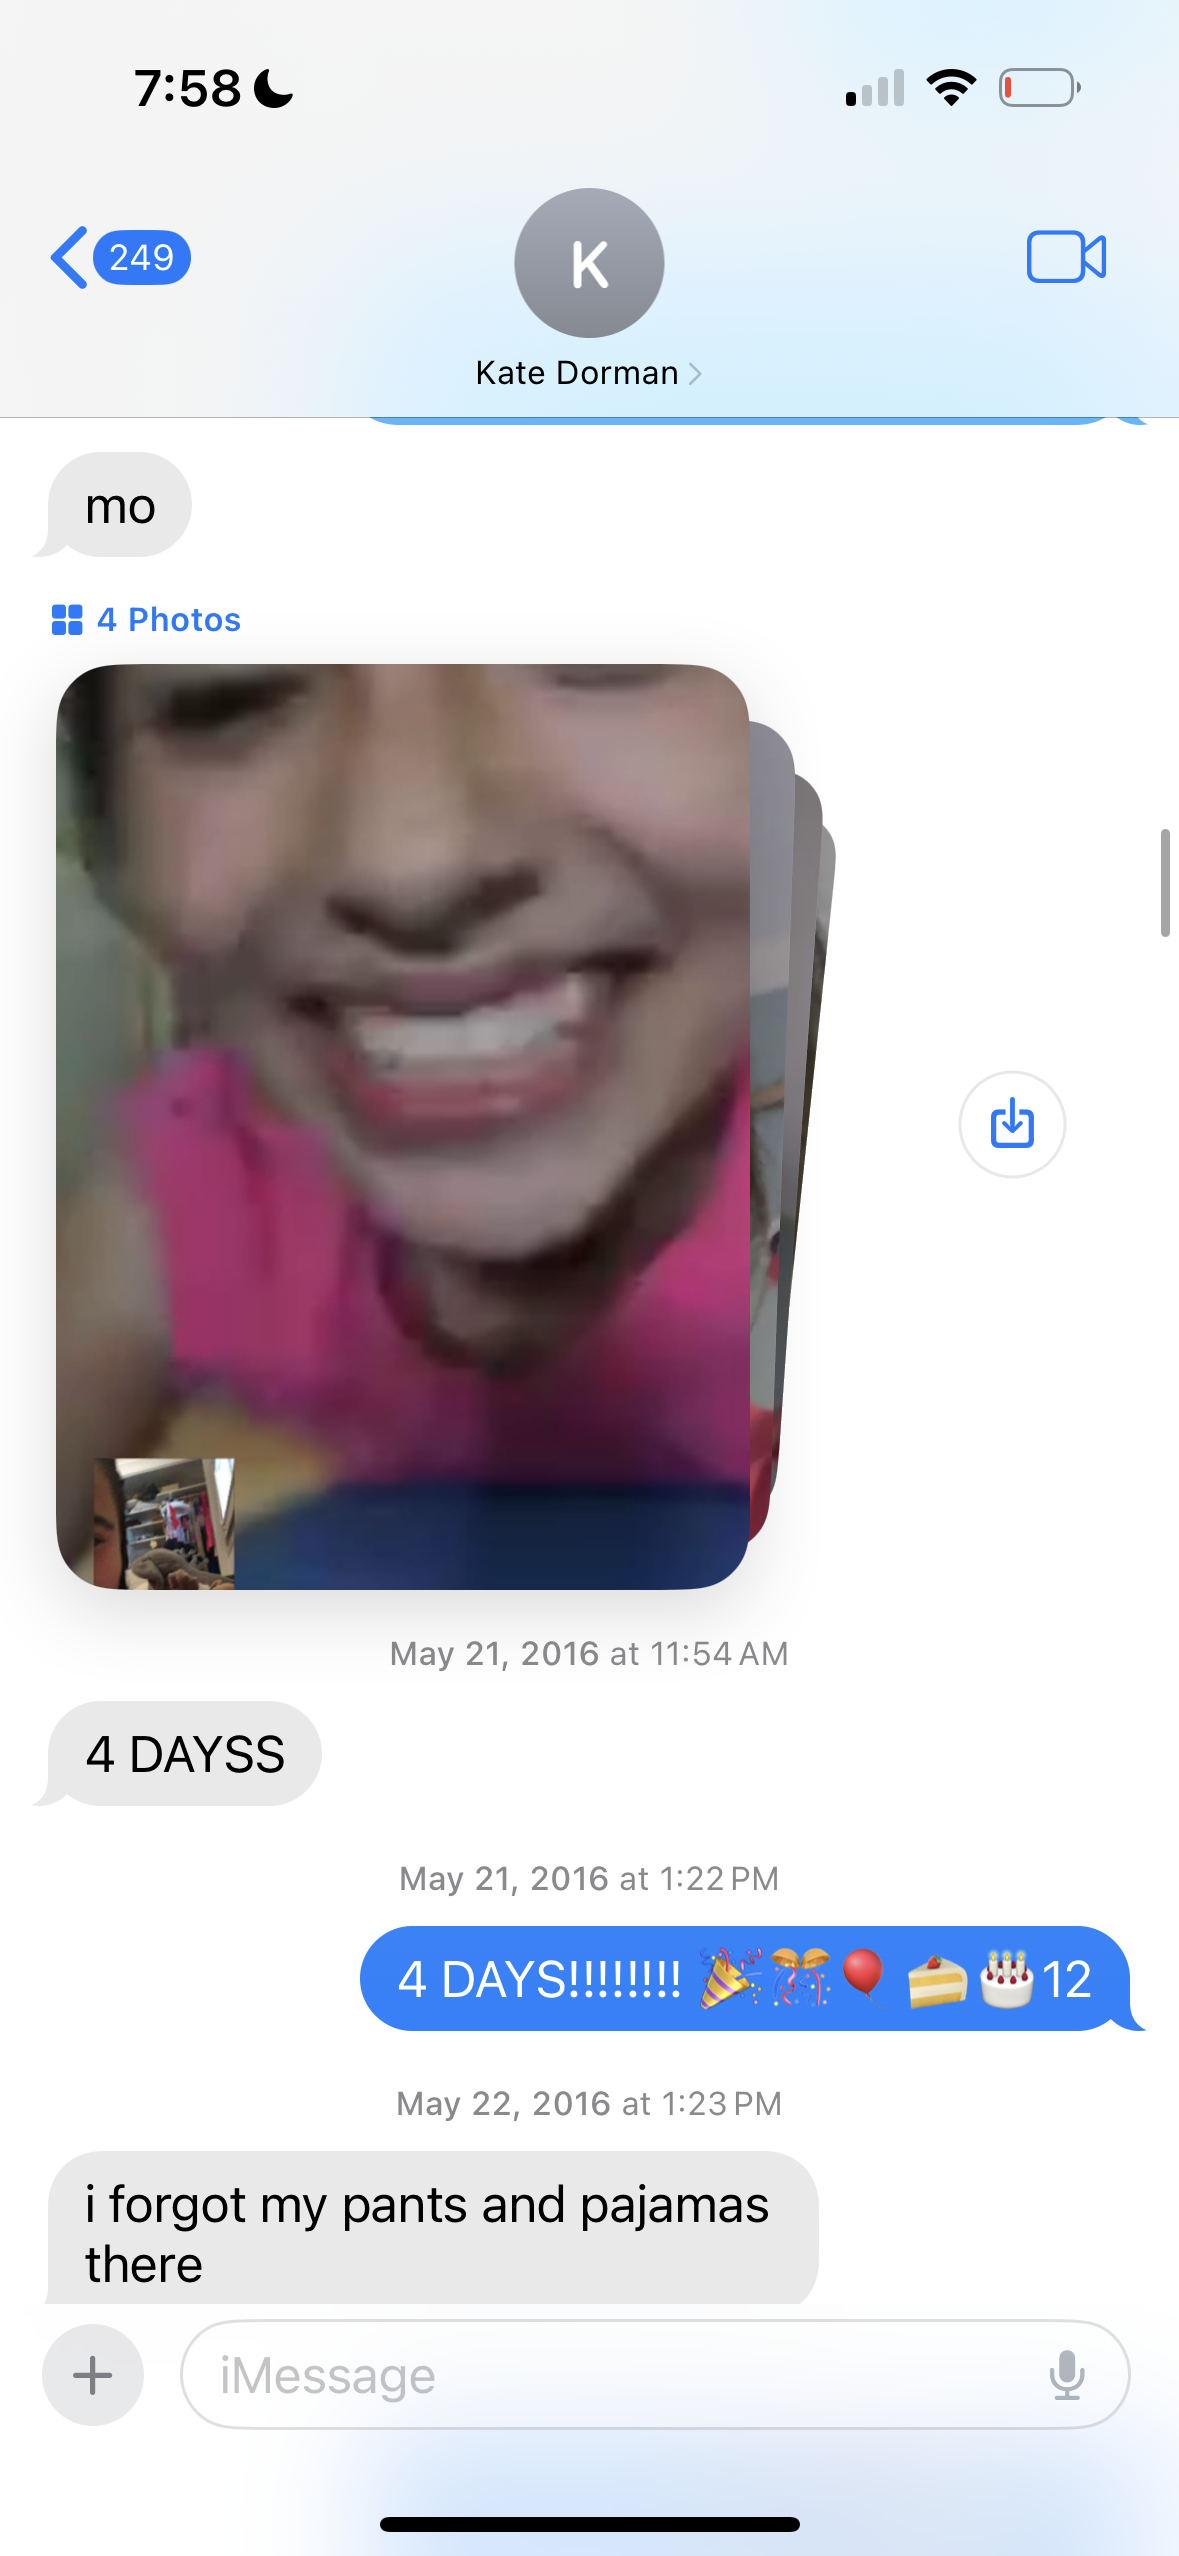 7:58
249
K
Kate Dorman
mo
4 Photos
May 21, 2016 at 11:54 AM
4 DAYSS
May 21, 2016 at 1:22 PM
4 DAYS!!!!!!!! 🎉🎊🎈 🍰🎂12
May 22, 2016 at 1:23 PM
i forgot my pants and pajamas
there
iMessage